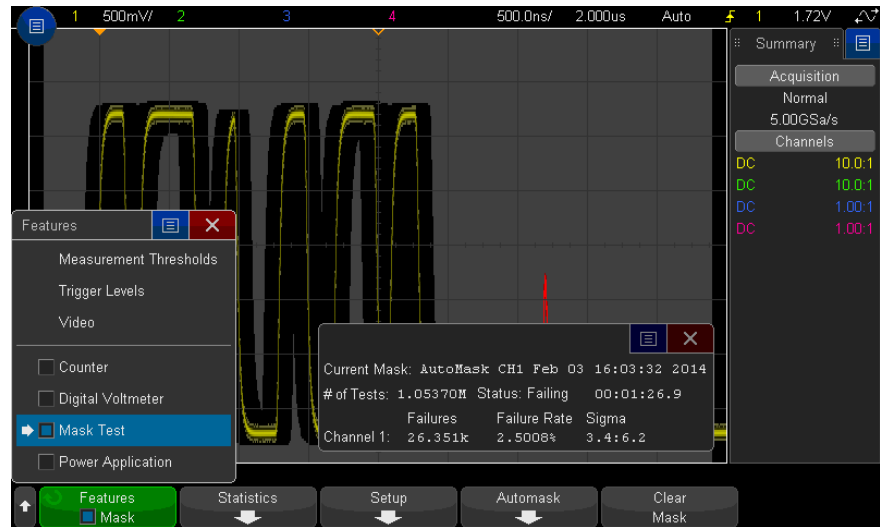 1 500mV/ 2 3 4 500.0ns/ 2.000us Auto 1 1.72V
Summary
Acquisition
Normal
5.00GSa/s
Channels
DC 10.0:1
DC 10.0:1
DC 1.00:1
DC 1.00:1
Features
Measurement Thresholds
Trigger Levels
Video
Counter
Digital Voltmeter
Mask Test
Power Application
Current Mask: AutoMask CH1 Feb 03 16:03:32 2014
# of Tests: 1.05370M Status: Failing 00:01:26.9
Failures Failure Rate Sigma
Channel 1: 26.351k 2.5008% 3.4:6.2
Features
Mask
Statistics
Setup
Automask
Clear
Mask